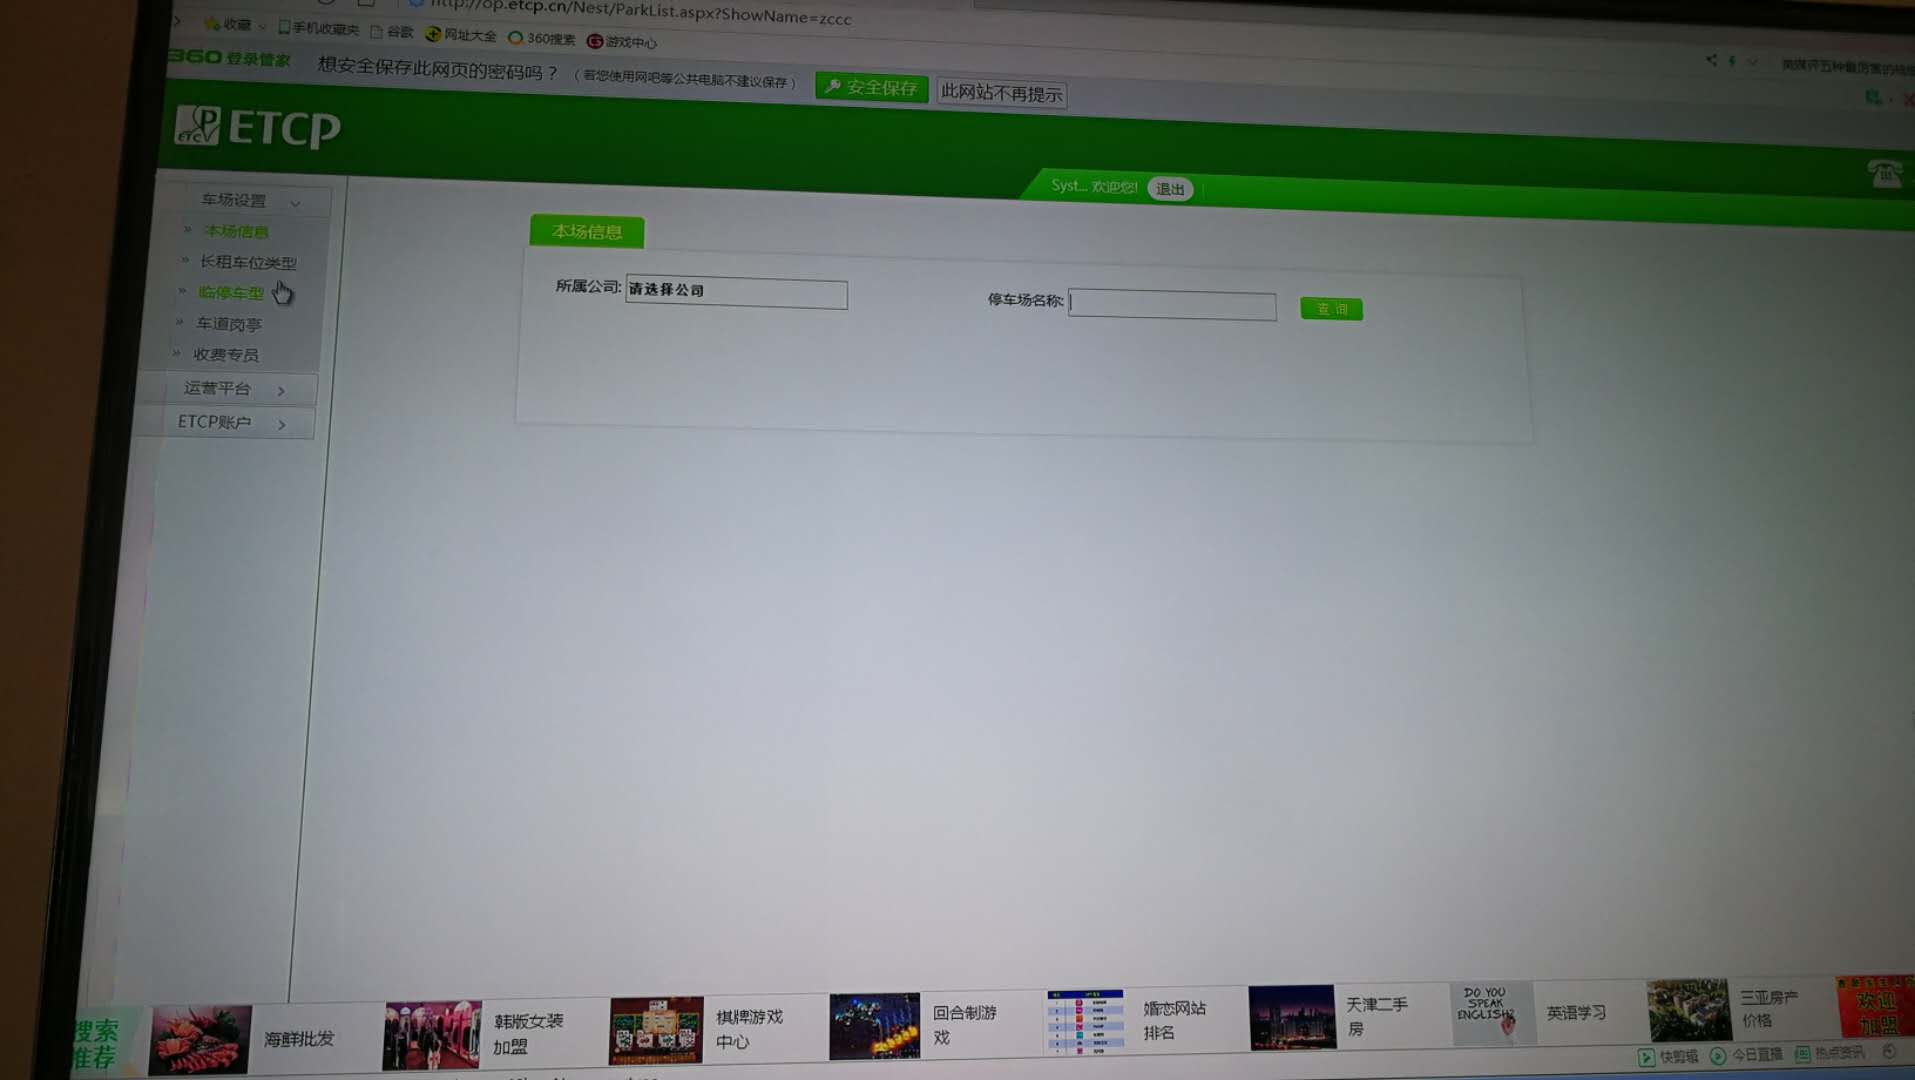 http://op.etcp.cn/Nest/ParkList.aspx?ShowName=zccc
收藏 手机收藏夹 谷歌 网址大全 360搜索 游戏中心
360登录管家 想安全保存此网页的密码吗？（若您使用网吧等公共电脑不建议保存） 安全保存 此网站不再提示
ETCP
Syst... 欢迎您! 退出
车场设置
本场信息
长租车位类型
临停车型
车道岗亭
收费专员
运营平台
ETCP账户
本场信息
所属公司: 请选择公司 停车场名称: 查 询
搜索
推荐
海鲜批发
韩版女装
加盟
棋牌游戏
中心
回合制游
戏
婚恋网站
排名
天津二手
房
DO YOU
SPEAK
ENGLISH?
英语学习
三亚房产
价格
欢迎
加盟
快剪辑 今日直播 热点资讯